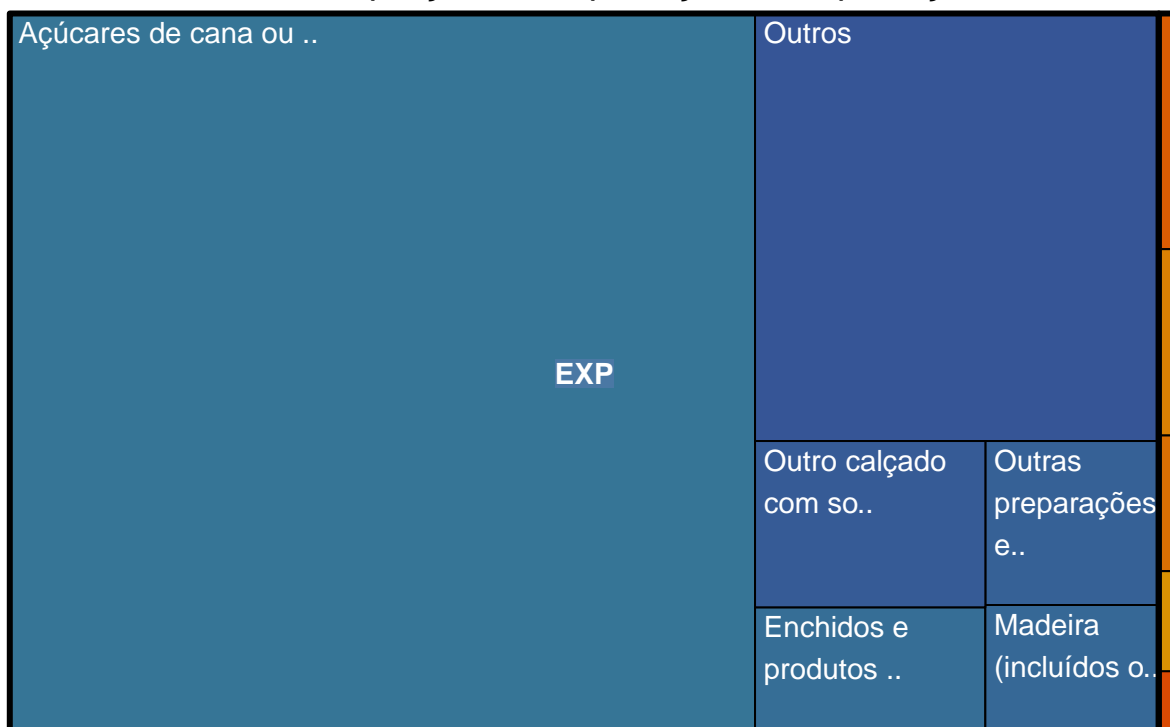 Açúcares de cana ou ..
Outros
EXP
Outro calçado
com so..
Outras
preparações
e..
Enchidos e
produtos ..
Madeira
(incluídos o..